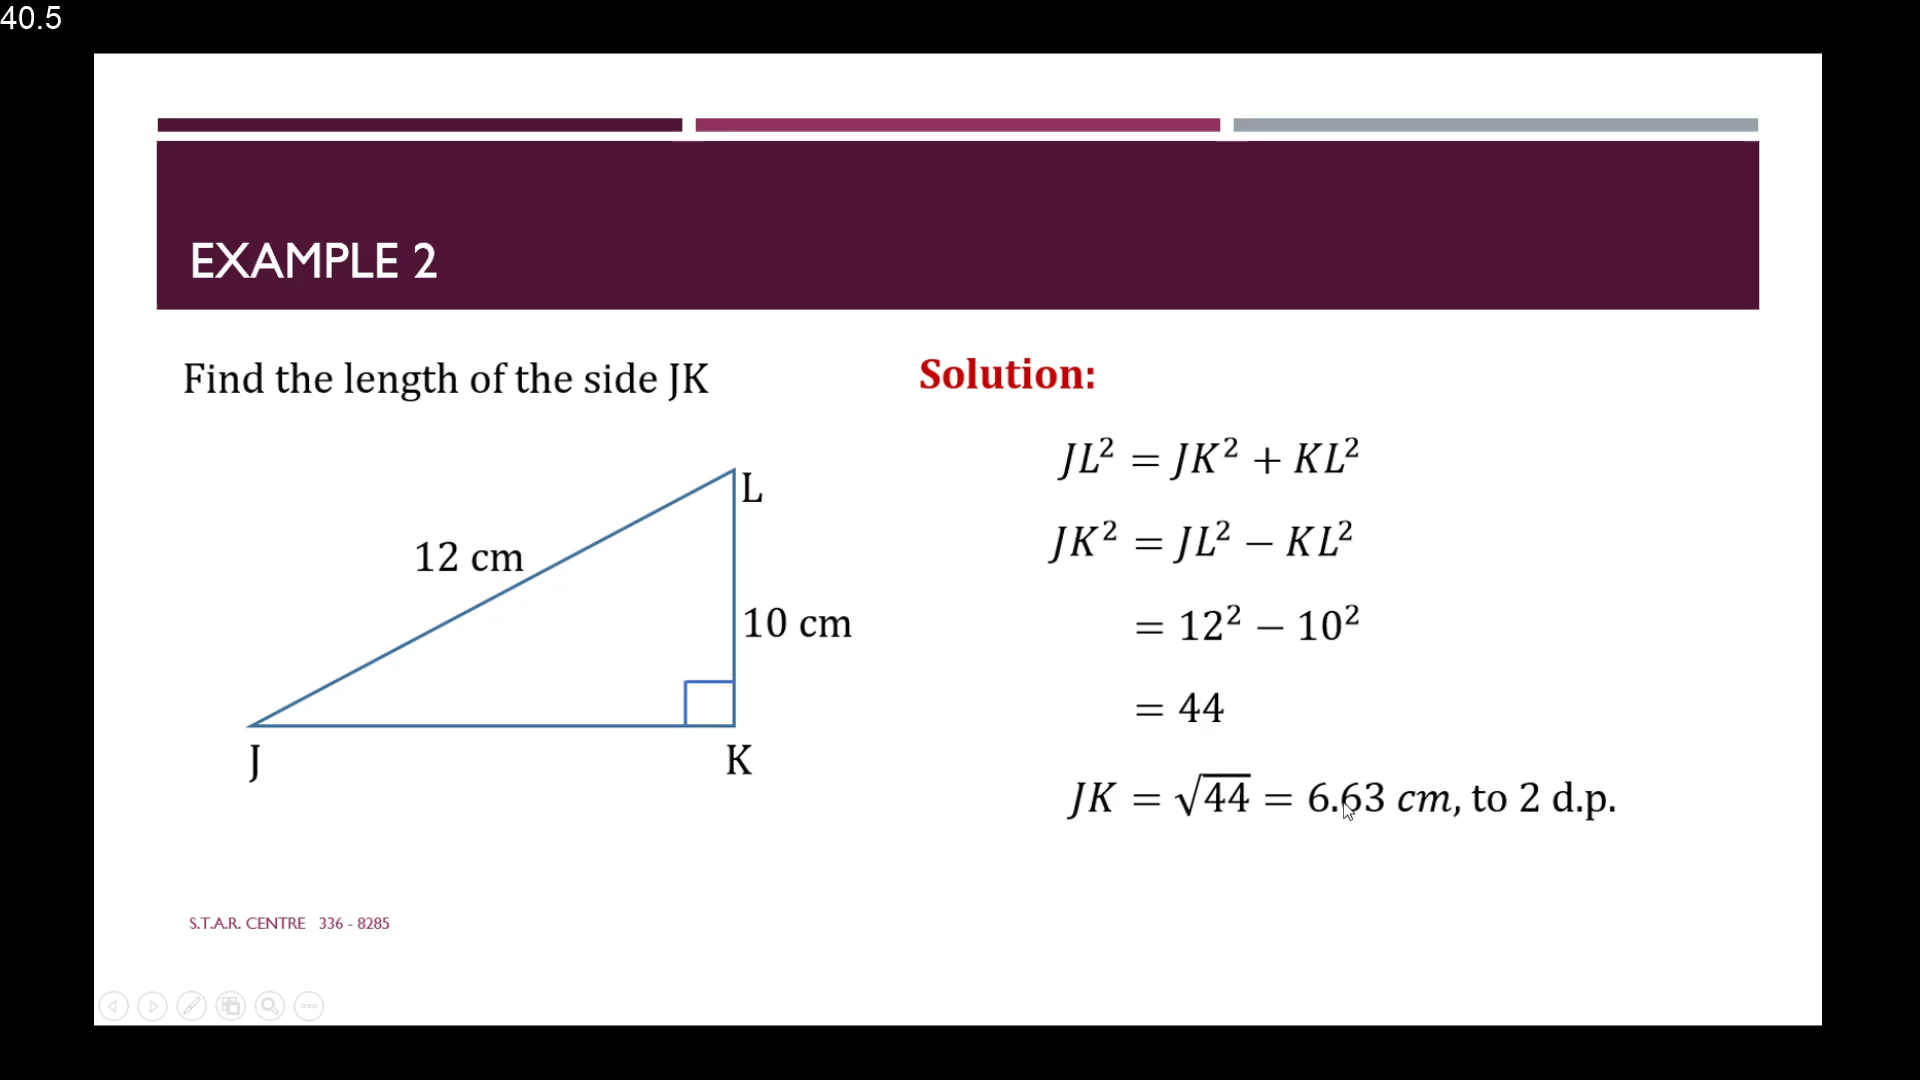 40.5
EXAMPLE 2
Find the length of the side JK
L
12 cm
10 cm
J
K
Solution:
JL² = JK² + KL²
JK² = JL² − KL²
= 12² − 10²
= 44
JK = √44 = 6.63 cm, to 2 d.p.
S.T.A.R. CENTRE 336 - 8285